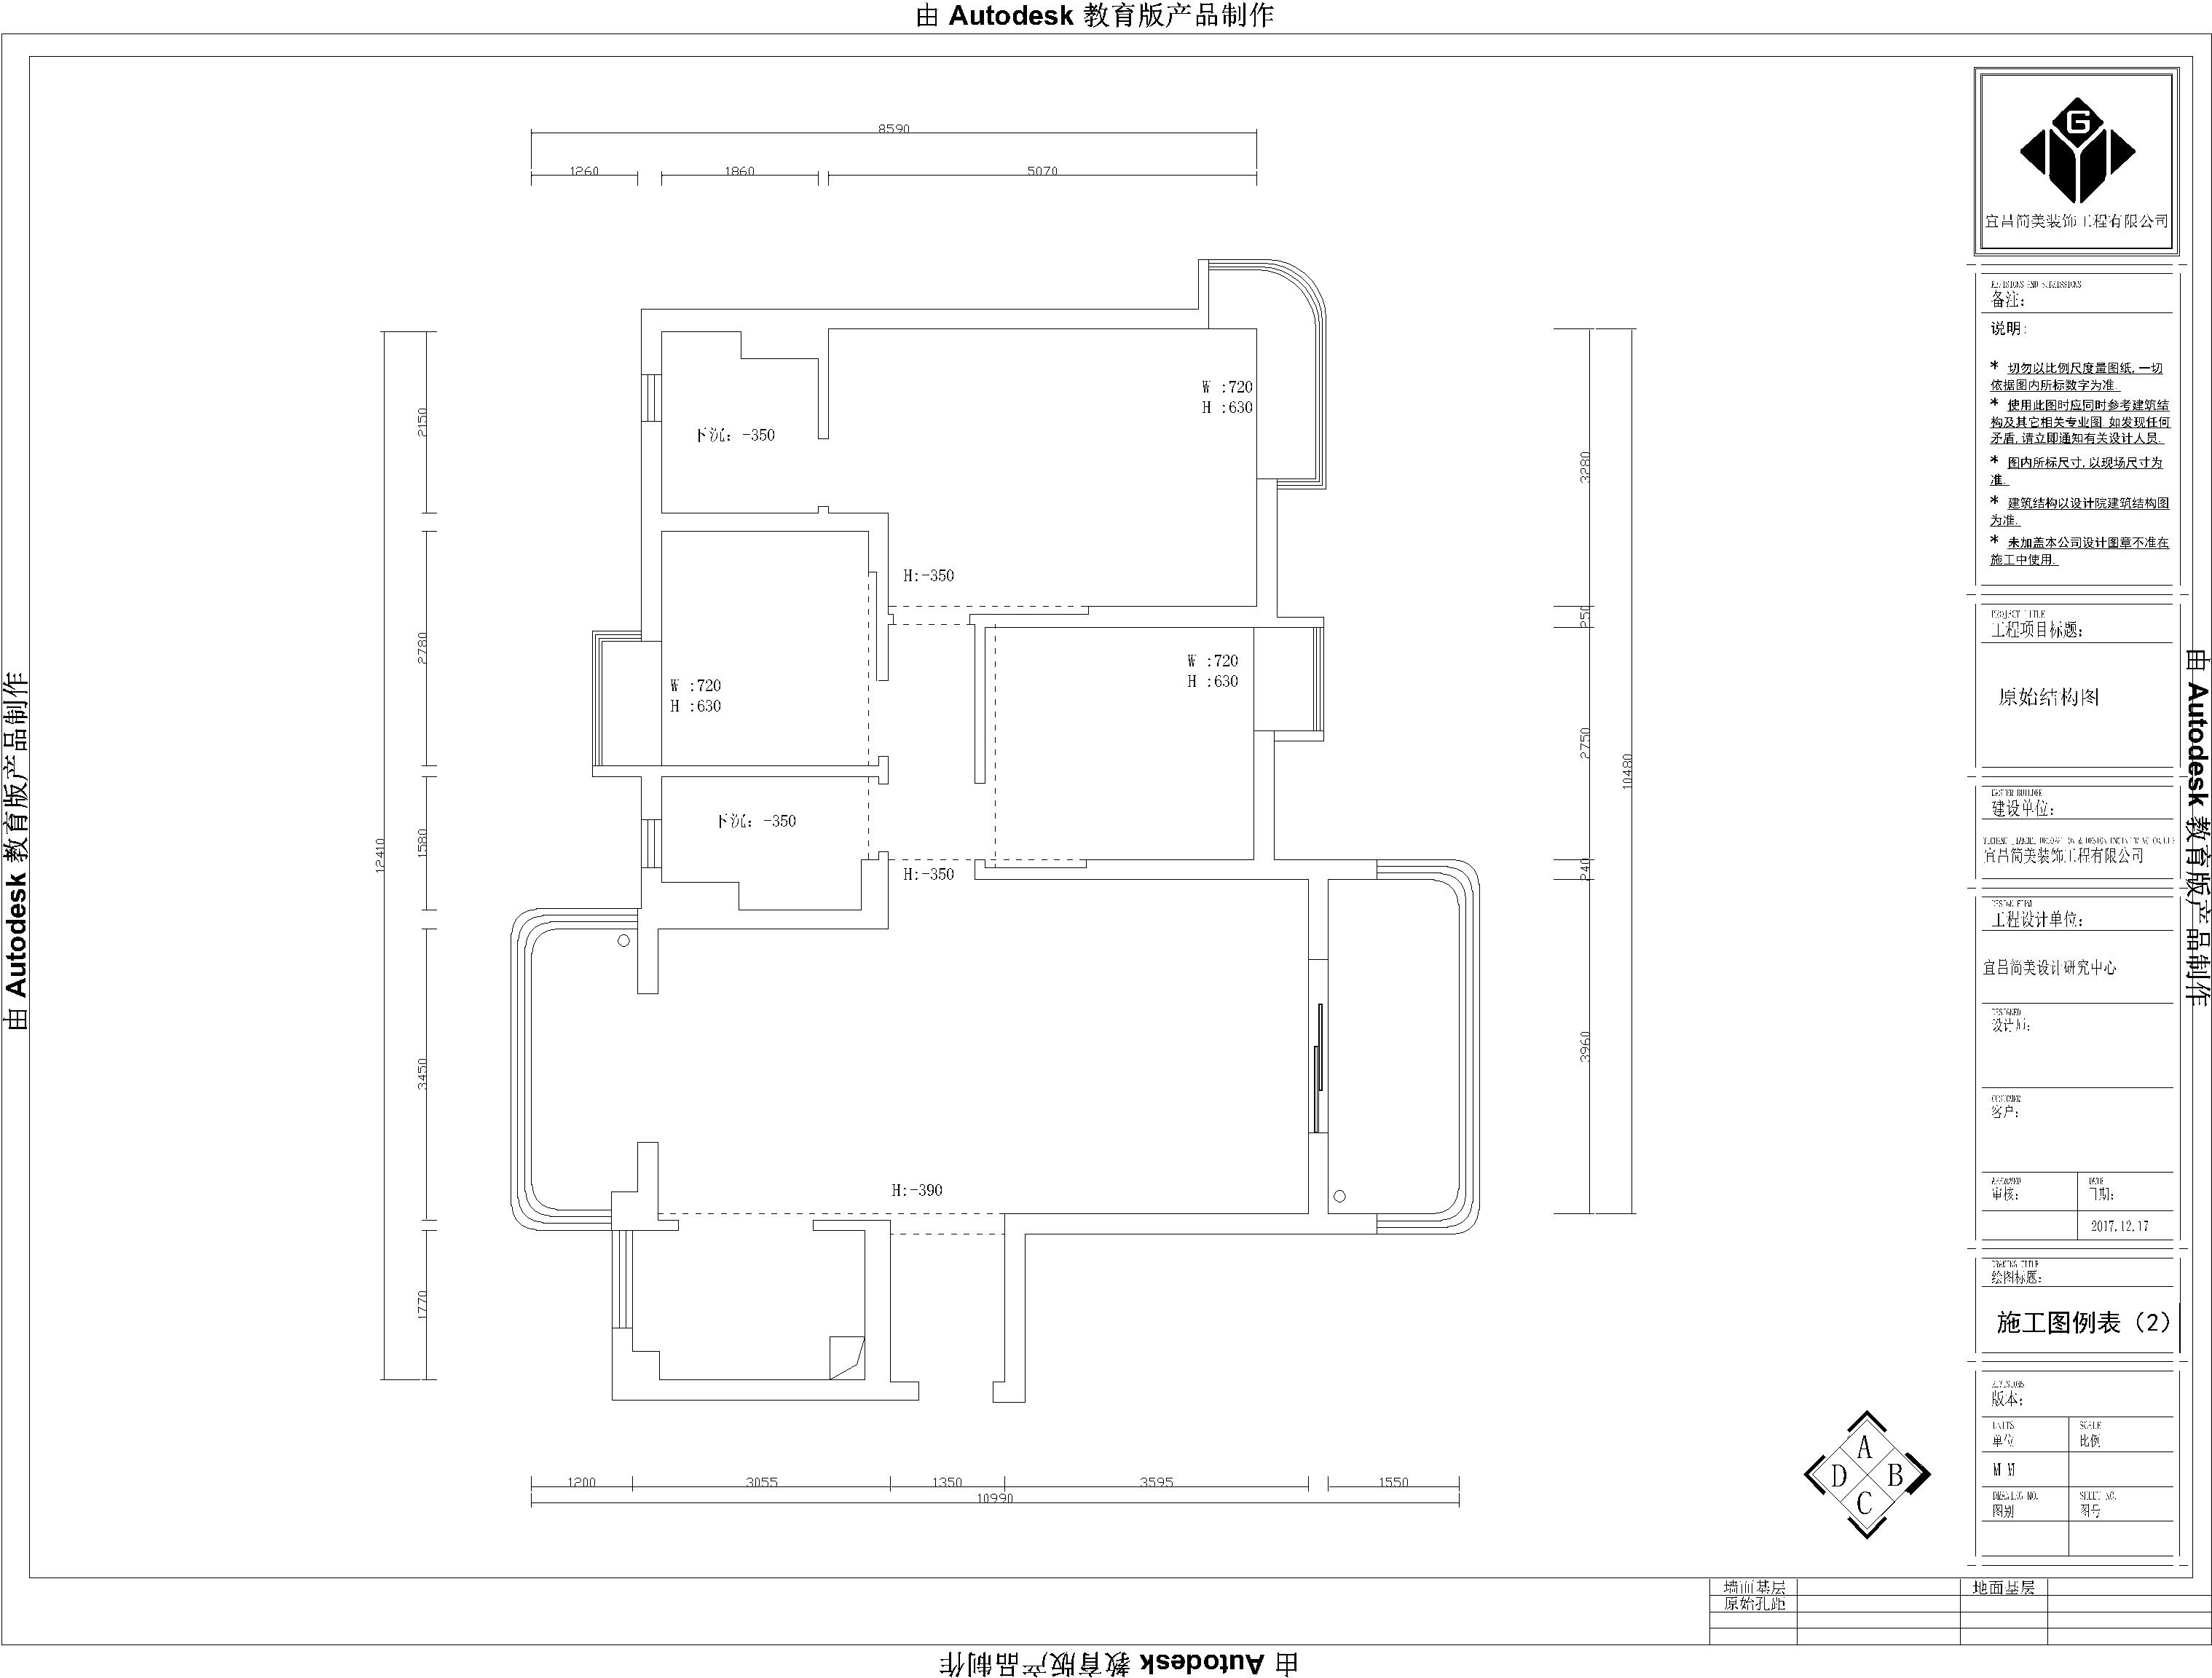 由 Autodesk 教育版产品制作
8590
1260
1860
5070
W :720
H :630
下沉: -350
H:-350
W :720
H :630
W :720
H :630
下沉: -350
H:-350
H:-390
12410
2150
2780
1580
3450
1770
3280
250
2750
240
3960
10480
1200
3055
1350
3595
1550
10990
G
宜昌简美装饰工程有限公司
备注:
说明:
* 切勿以比例尺度量图纸,一切
依据图内所标数字为准.
* 使用此图时应同时参考建筑结
构及其它相关专业图.如发现任何
矛盾,请立即通知有关设计人员.
* 图内所标尺寸,以现场尺寸为
准.
* 建筑结构以设计院建筑结构图
为准.
* 未加盖本公司设计图章不准在
施工中使用.
PROJECT TITLE
工程项目标题:
原始结构图
建设单位:
宜昌简美装饰工程有限公司
工程设计单位:
宜昌简美设计研究中心
DESIGNED
设计师:
CUSTOMER
客户:
APPROVED
审核:
DATE
日期:
2017.12.17
DRAWING TITLE
绘图标题:
施工图例表（2）
版本:
UNITS
单位
SCALE
比例
M M
DRAWING NO.
图别
SHEET NO.
图号
A
B
C
D
墙面基层
地面基层
原始孔距
由 Autodesk 教育版产品制作
由 Autodesk 教育版产品制作
由 Autodesk 教育版产品制作